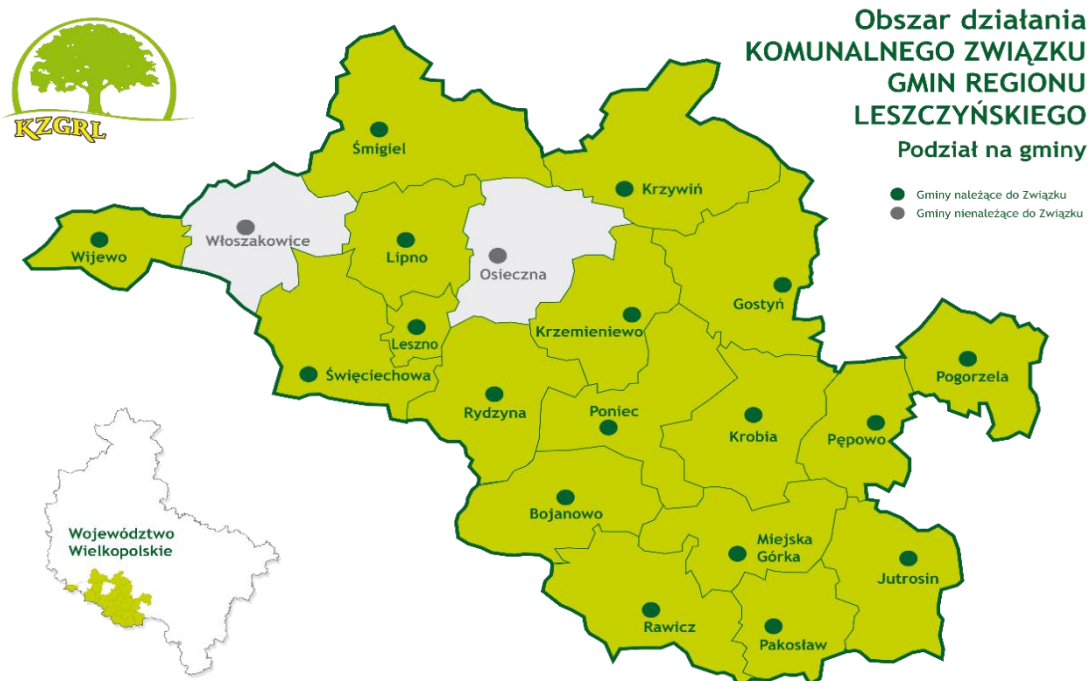 KZGRL
Obszar działania
KOMUNALNEGO ZWIĄZKU
GMIN REGIONU
LESZCZYŃSKIEGO
Podział na gminy
Gminy należące do Związku
Gminy nienależące do Związku
Śmigiel
Krzywiń
Włoszakowice
Wijewo
Lipno
Osieczna
Gostyń
Krzemieniewo
Leszno
Święciechowa
Pogorzela
Rydzyna
Poniec
Krobia
Pępowo
Bojanowo
Miejska
Górka
Jutrosin
Rawicz
Pakosław
Województwo
Wielkopolskie